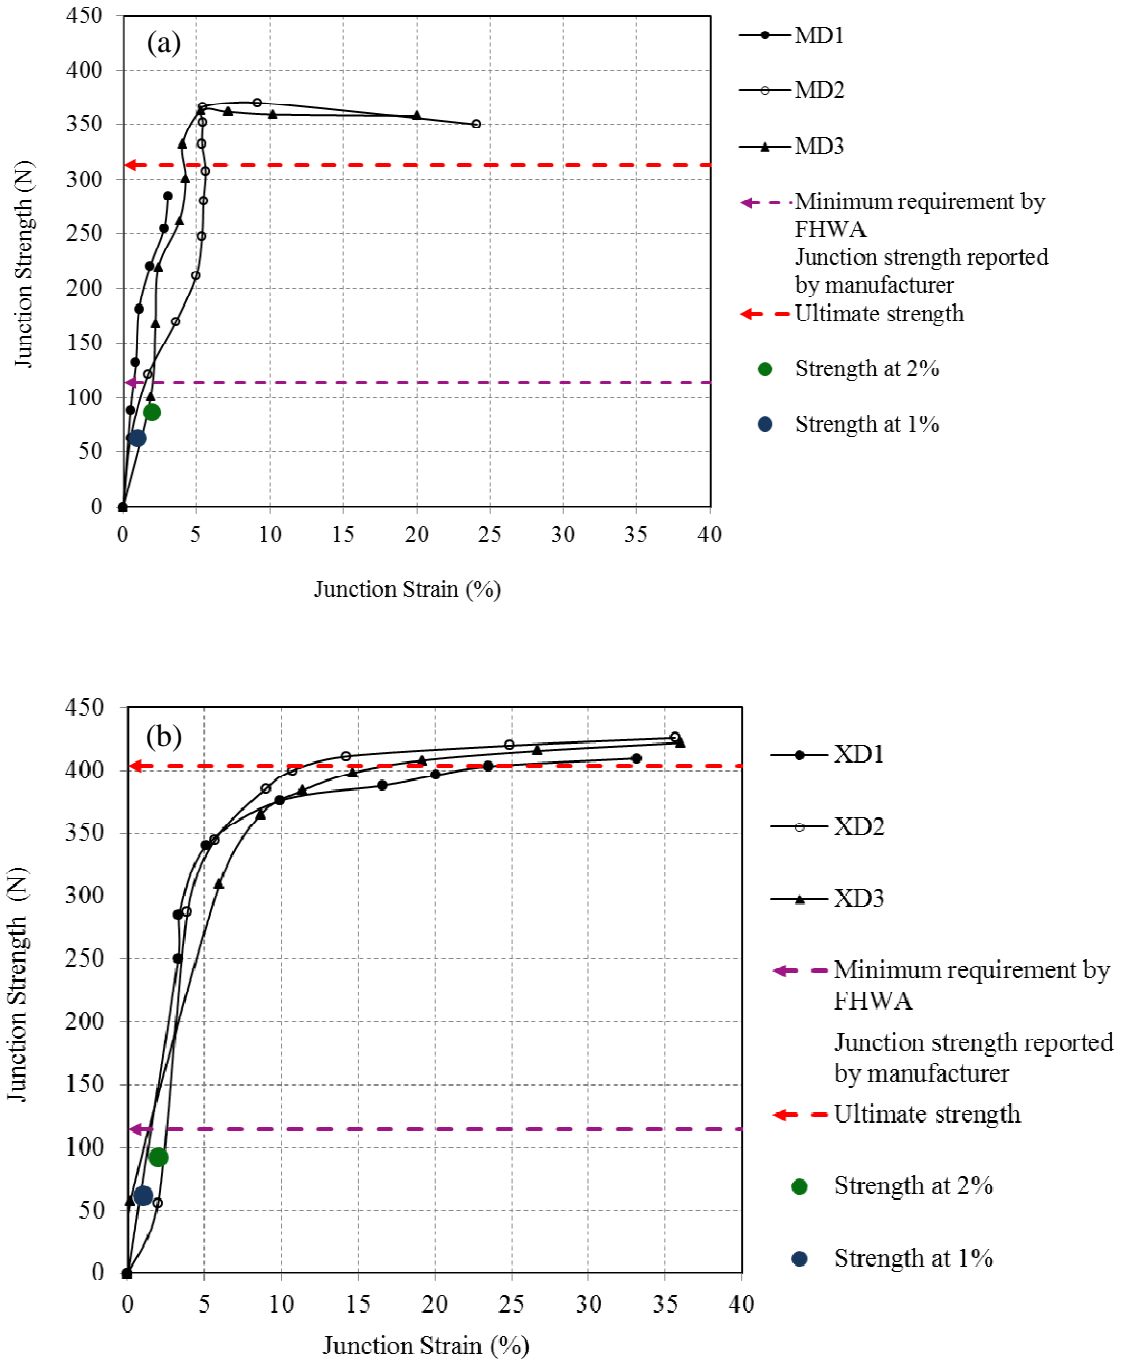 (a)
450
400
350
300
250
200
150
100
50
0
0 5 10 15 20 25 30 35 40
Junction Strength (N)
Junction Strain (%)
MD1
MD2
MD3
Minimum requirement by
FHWA
Junction strength reported
by manufacturer
Ultimate strength
Strength at 2%
Strength at 1%
(b)
450
400
350
300
250
200
150
100
50
0
0 5 10 15 20 25 30 35 40
Junction Strength (N)
Junction Strain (%)
XD1
XD2
XD3
Minimum requirement by
FHWA
Junction strength reported
by manufacturer
Ultimate strength
Strength at 2%
Strength at 1%